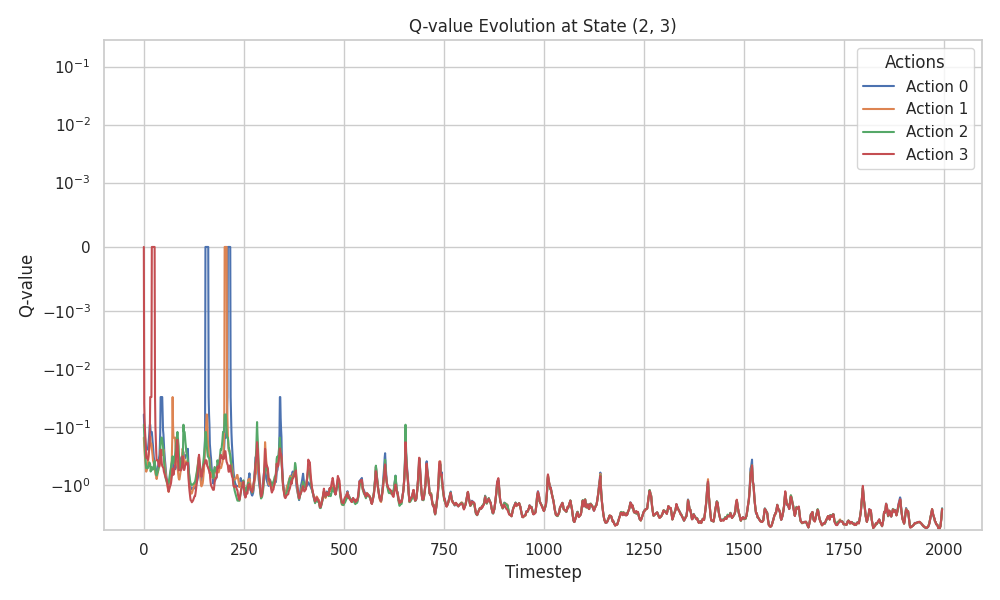 Q-value Evolution at State (2, 3)
Q-value
10⁻¹
10⁻²
10⁻³
0
−10⁻³
−10⁻²
−10⁻¹
−10⁰
Actions
Action 0
Action 1
Action 2
Action 3
0 250 500 750 1000 1250 1500 1750 2000
Timestep